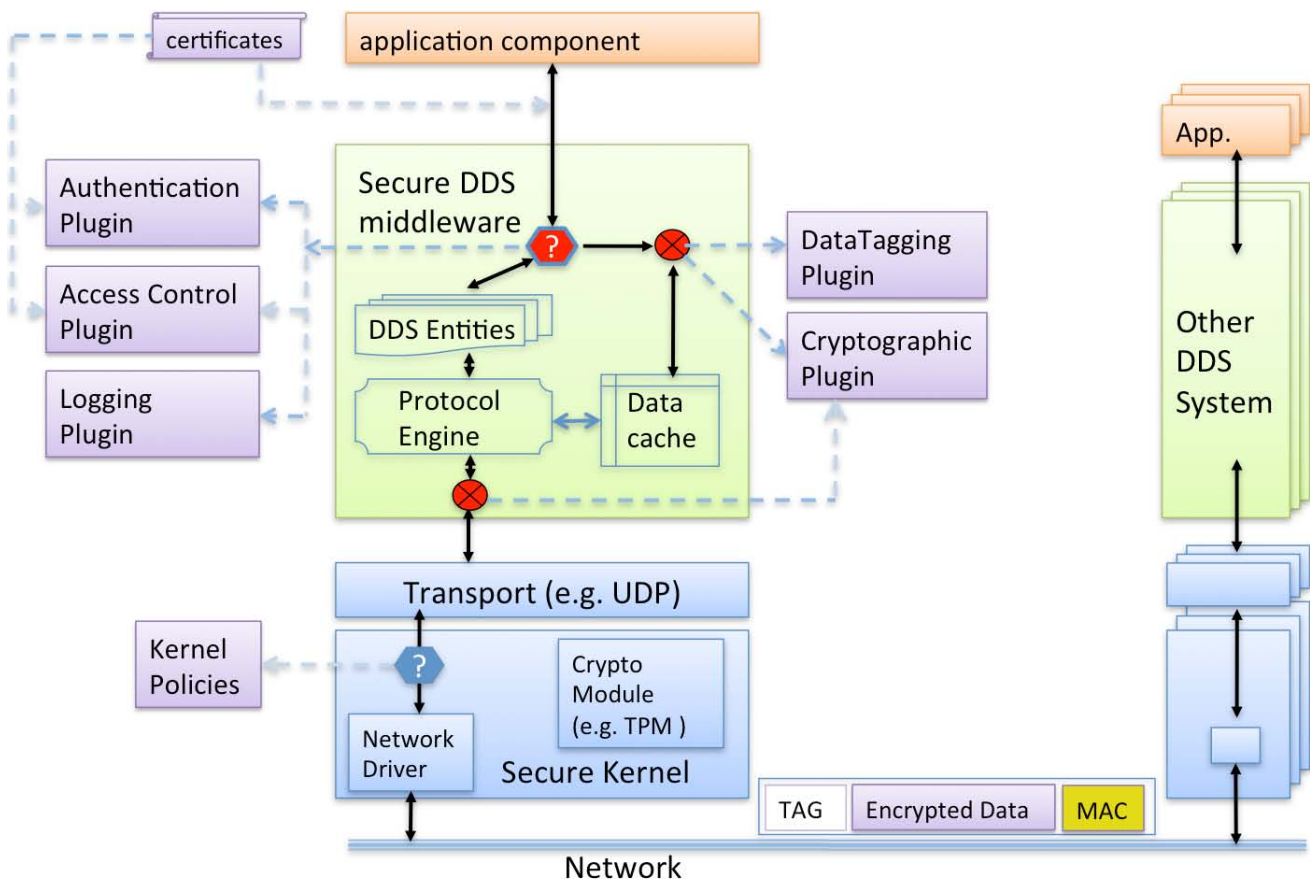 certificates
application component
App.
Authentication
Plugin
Secure DDS
middleware
?
DataTagging
Plugin
Access Control
Plugin
DDS Entities
Cryptographic
Plugin
Other
DDS
System
Logging
Plugin
Protocol
Engine
Data
cache
Transport (e.g. UDP)
Kernel
Policies
?
Crypto
Module
(e.g. TPM )
Network
Driver
Secure Kernel
TAG
Encrypted Data
MAC
Network